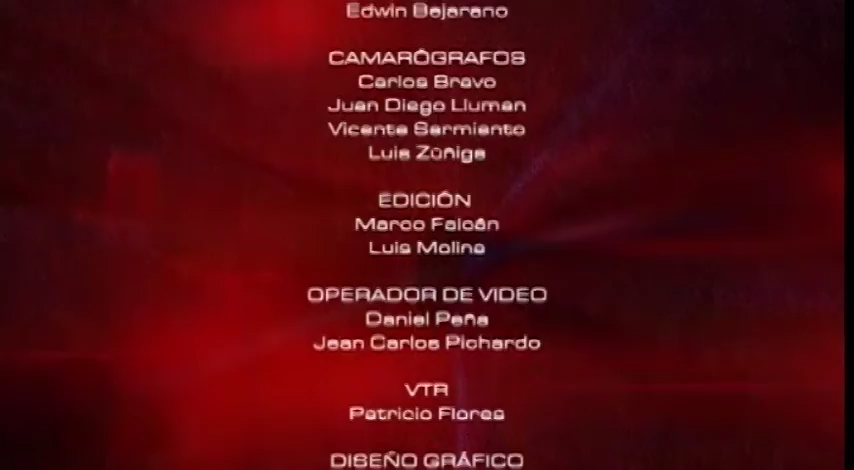 Edwin Bejarano
CAMARÓGRAFOS
Carlos Bravo
Juan Diego Lluman
Vicente Sarmiento
Luis Zúñiga
EDICIÓN
Marco Falcón
Luis Molina
OPERADOR DE VIDEO
Daniel Peña
Jean Carlos Pichardo
VTR
Patricio Flores
DISEÑO GRÁFICO